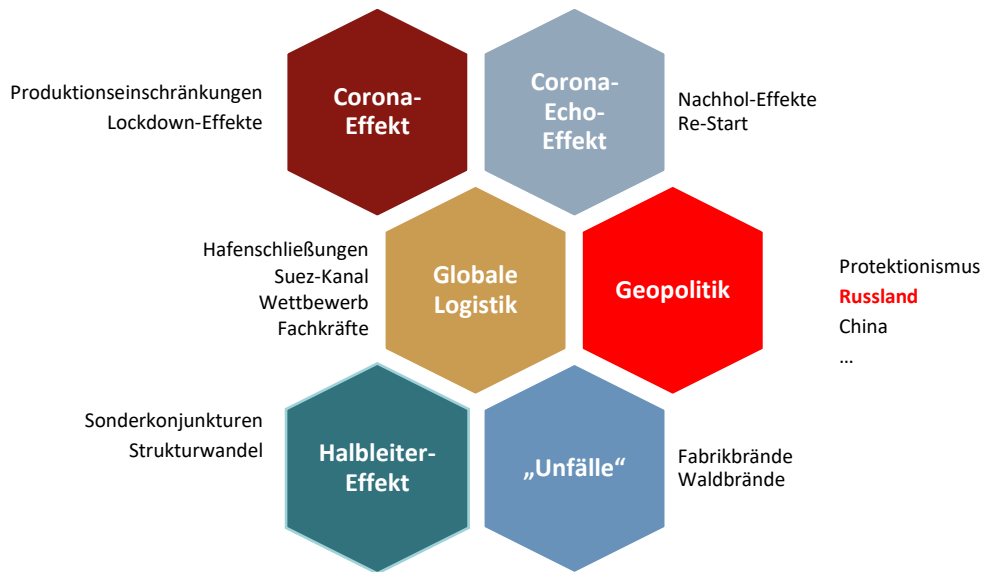 Produktionseinschränkungen
Lockdown-Effekte
Corona-
Effekt
Corona-
Echo-
Effekt
Nachhol-Effekte
Re-Start
Hafenschließungen
Suez-Kanal
Wettbewerb
Fachkräfte
Globale
Logistik
Geopolitik
Protektionismus
Russland
China
…
Sonderkonjunkturen
Strukturwandel
Halbleiter-
Effekt
„Unfälle“
Fabrikbrände
Waldbrände